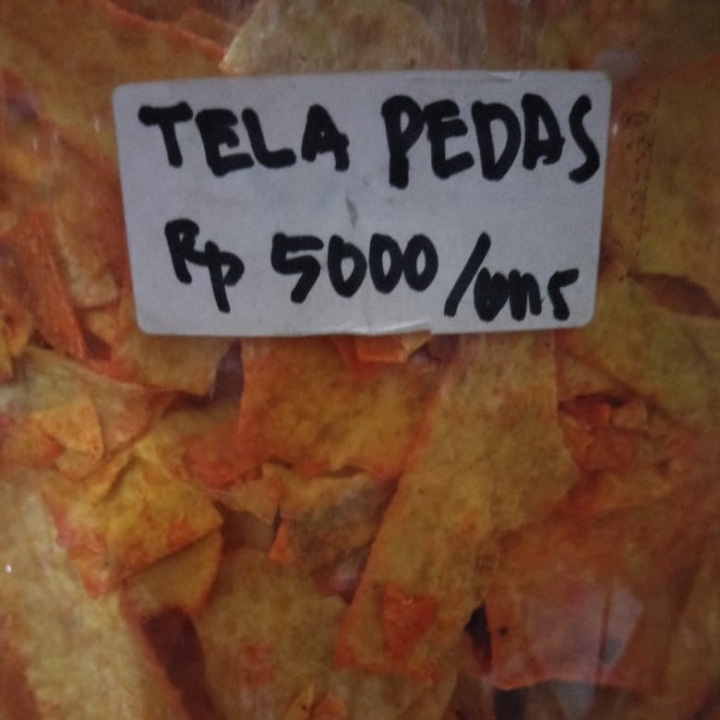 TELA PEDAS
Rp 5000/ons